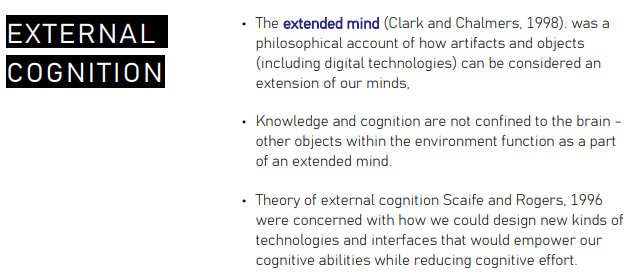 EXTERNAL
COGNITION
• The extended mind (Clark and Chalmers, 1998). was a
philosophical account of how artifacts and objects
(including digital technologies) can be considered an
extension of our minds,
• Knowledge and cognition are not confined to the brain –
other objects within the environment function as a part
of an extended mind.
• Theory of external cognition Scaife and Rogers, 1996
were concerned with how we could design new kinds of
technologies and interfaces that would empower our
cognitive abilities while reducing cognitive effort.